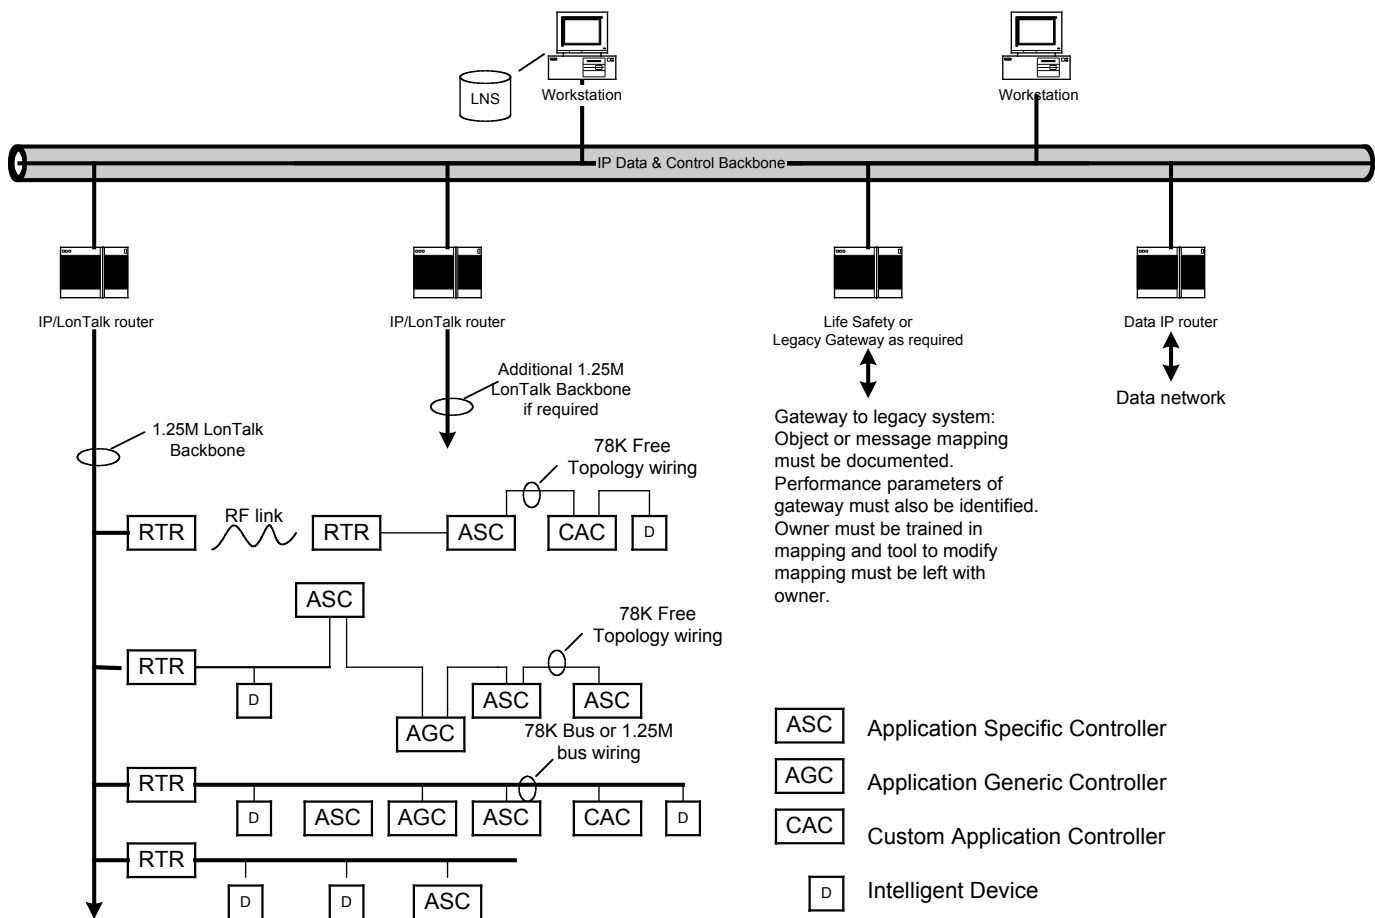 LNS
Workstation
Workstation
IP Data & Control Backbone
IP/LonTalk router
IP/LonTalk router
Life Safety or
Legacy Gateway as required
Data IP router
Additional 1.25M
LonTalk Backbone
if required
Data network
Gateway to legacy system:
Object or message mapping
must be documented.
Performance parameters of
gateway must also be identified.
Owner must be trained in
mapping and tool to modify
mapping must be left with
owner.
1.25M LonTalk
Backbone
78K Free
Topology wiring
RTR
RF link
RTR
ASC
CAC
D
ASC
78K Free
Topology wiring
RTR
D
ASC
ASC
AGC
78K Bus or 1.25M
bus wiring
RTR
D
ASC
AGC
ASC
CAC
D
RTR
D
D
ASC
ASC
Application Specific Controller
AGC
Application Generic Controller
CAC
Custom Application Controller
D
Intelligent Device